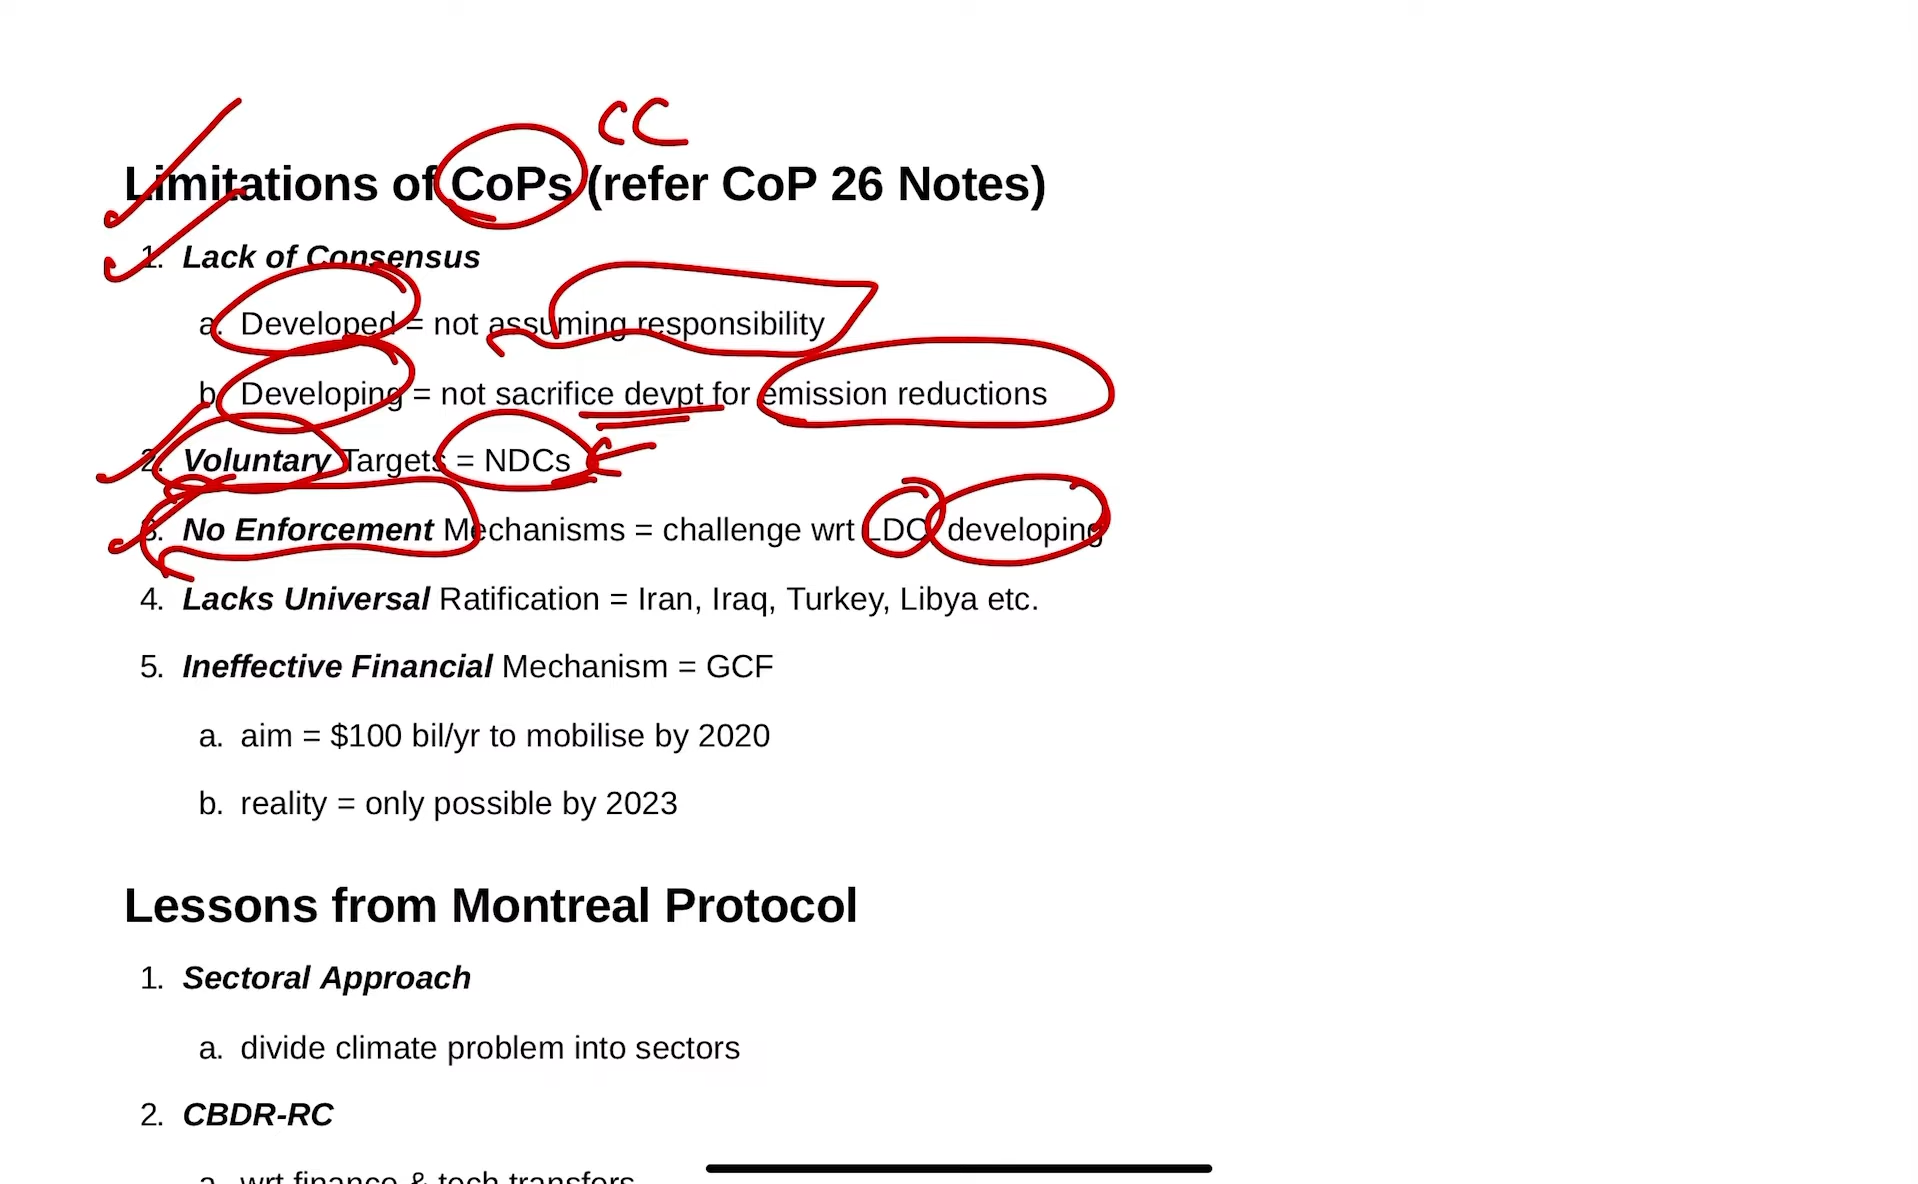 CC
Limitations of CoPs (refer CoP 26 Notes)
1. Lack of Consensus
a. Developed = not assuming responsibility
b. Developing = not sacrifice devpt for emission reductions
2. Voluntary Targets = NDCs
3. No Enforcement Mechanisms = challenge wrt LDC, developing
4. Lacks Universal Ratification = Iran, Iraq, Turkey, Libya etc.
5. Ineffective Financial Mechanism = GCF
a. aim = $100 bil/yr to mobilise by 2020
b. reality = only possible by 2023
Lessons from Montreal Protocol
1. Sectoral Approach
a. divide climate problem into sectors
2. CBDR-RC
a. wrt finance & tech transfers